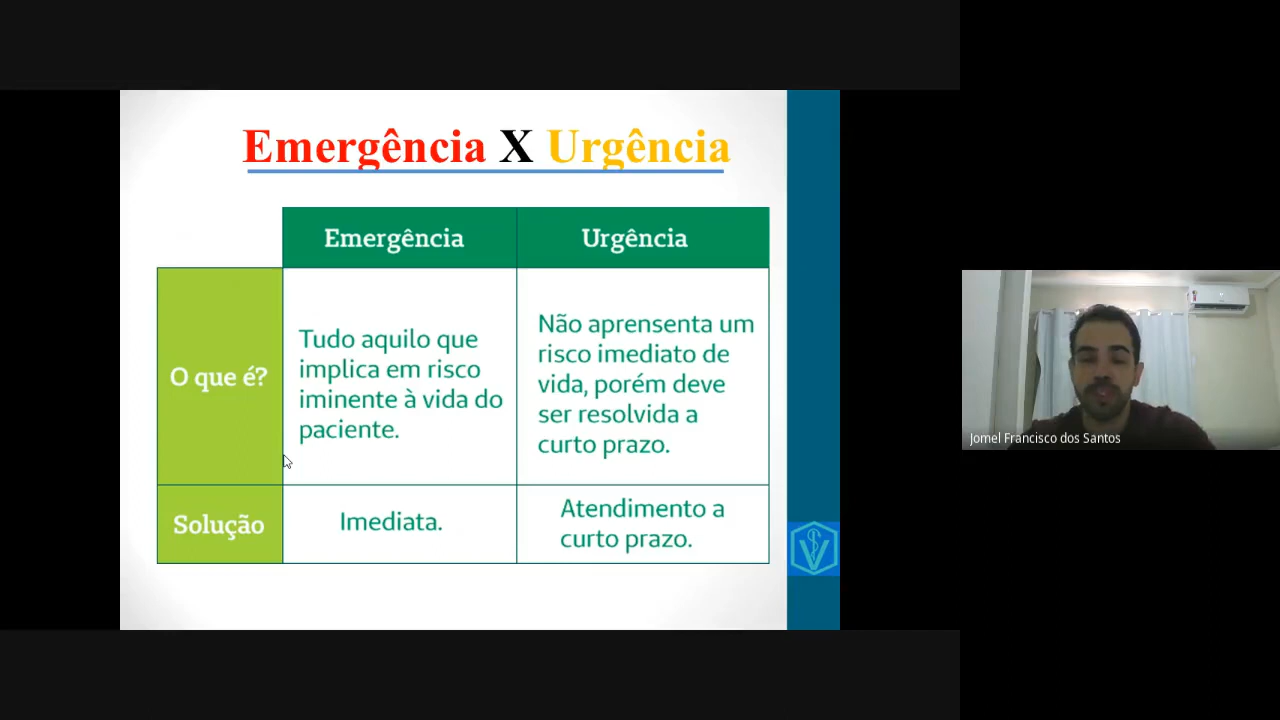 Emergência X Urgência
Emergência
Urgência
O que é?
Tudo aquilo que
implica em risco
iminente à vida do
paciente.
Não aprensenta um
risco imediato de
vida, porém deve
ser resolvida a
curto prazo.
Solução
Imediata.
Atendimento a
curto prazo.
V
Jomel Francisco dos Santos